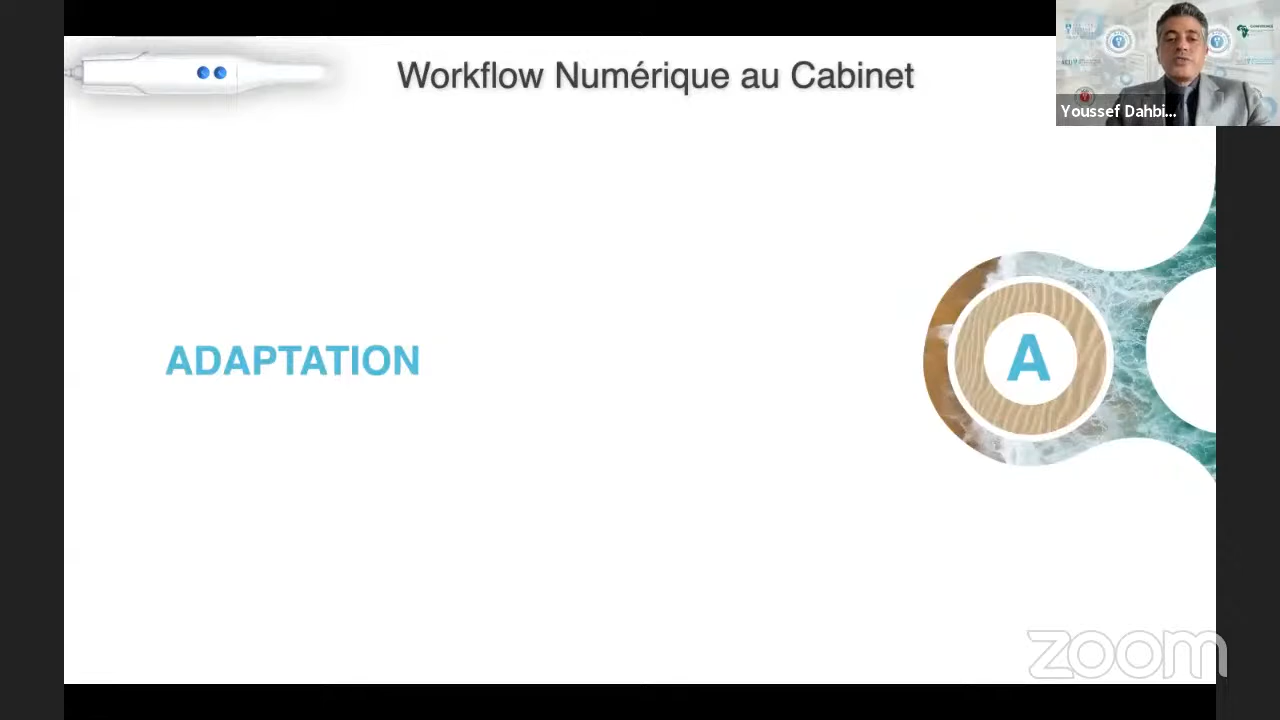 Workflow Numérique au Cabinet
Youssef Dahbi...
ADAPTATION
A
zoom